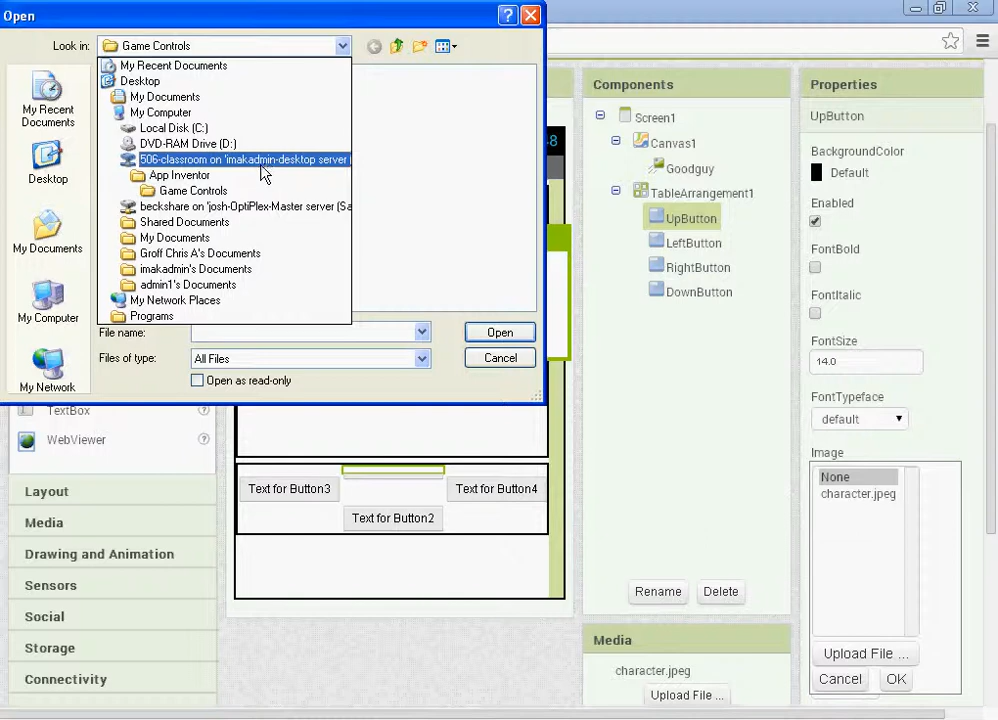 Open
Look in:
Game Controls
My Recent Documents
Desktop
My Documents
My Computer
Local Disk (C:)
DVD-RAM Drive (D:)
506-classroom on 'imakadmin-desktop server
App Inventor
Game Controls
beckshare on 'josh-OptiPlex-Master server (Sa
Shared Documents
My Documents
Groff Chris A's Documents
imakadmin's Documents
admin1's Documents
My Network Places
Programs
My Recent
Documents
Desktop
My Documents
My Computer
My Network
File name:
Open
Files of type:
All Files
Cancel
Open as read-only
TextBox
?
WebViewer
?
Layout
Media
Drawing and Animation
Sensors
Social
Storage
Connectivity
48
Text for Button3
Text for Button4
Text for Button2
Components
Screen1
Canvas1
Goodguy
TableArrangement1
UpButton
LeftButton
RightButton
DownButton
Rename
Delete
Media
character.jpeg
Upload File ...
Properties
UpButton
BackgroundColor
Default
Enabled
FontBold
FontItalic
FontSize
14.0
FontTypeface
default
Image
None
character.jpeg
Upload File ...
Cancel
OK